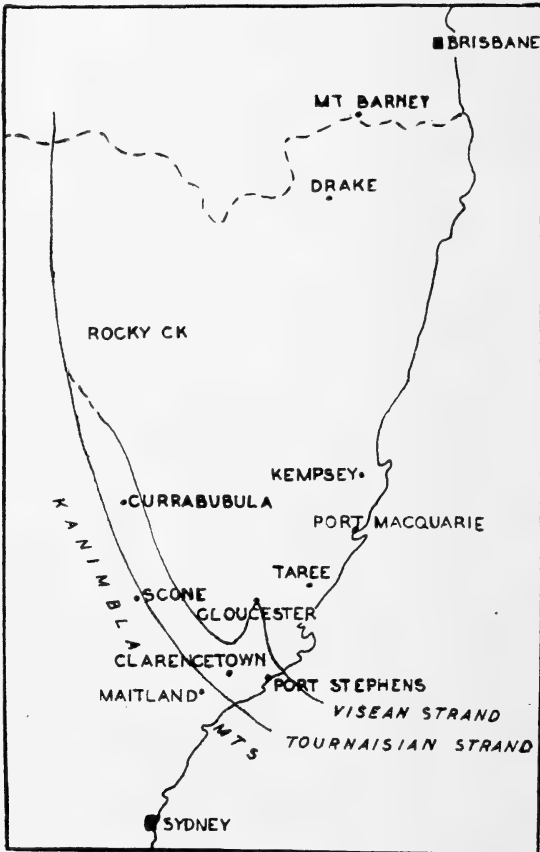 BRISBANE
MT BARNEY
DRAKE
ROCKY CK
KEMPSEY
CURRABUBULA
PORT MACQUARIE
TAREE
SCONE
GLOUCESTER
CLARENCETOWN
PORT STEPHENS
MAITLAND
VISEAN STRAND
KANIMBLA MTS
TOURNAISIAN STRAND
SYDNEY